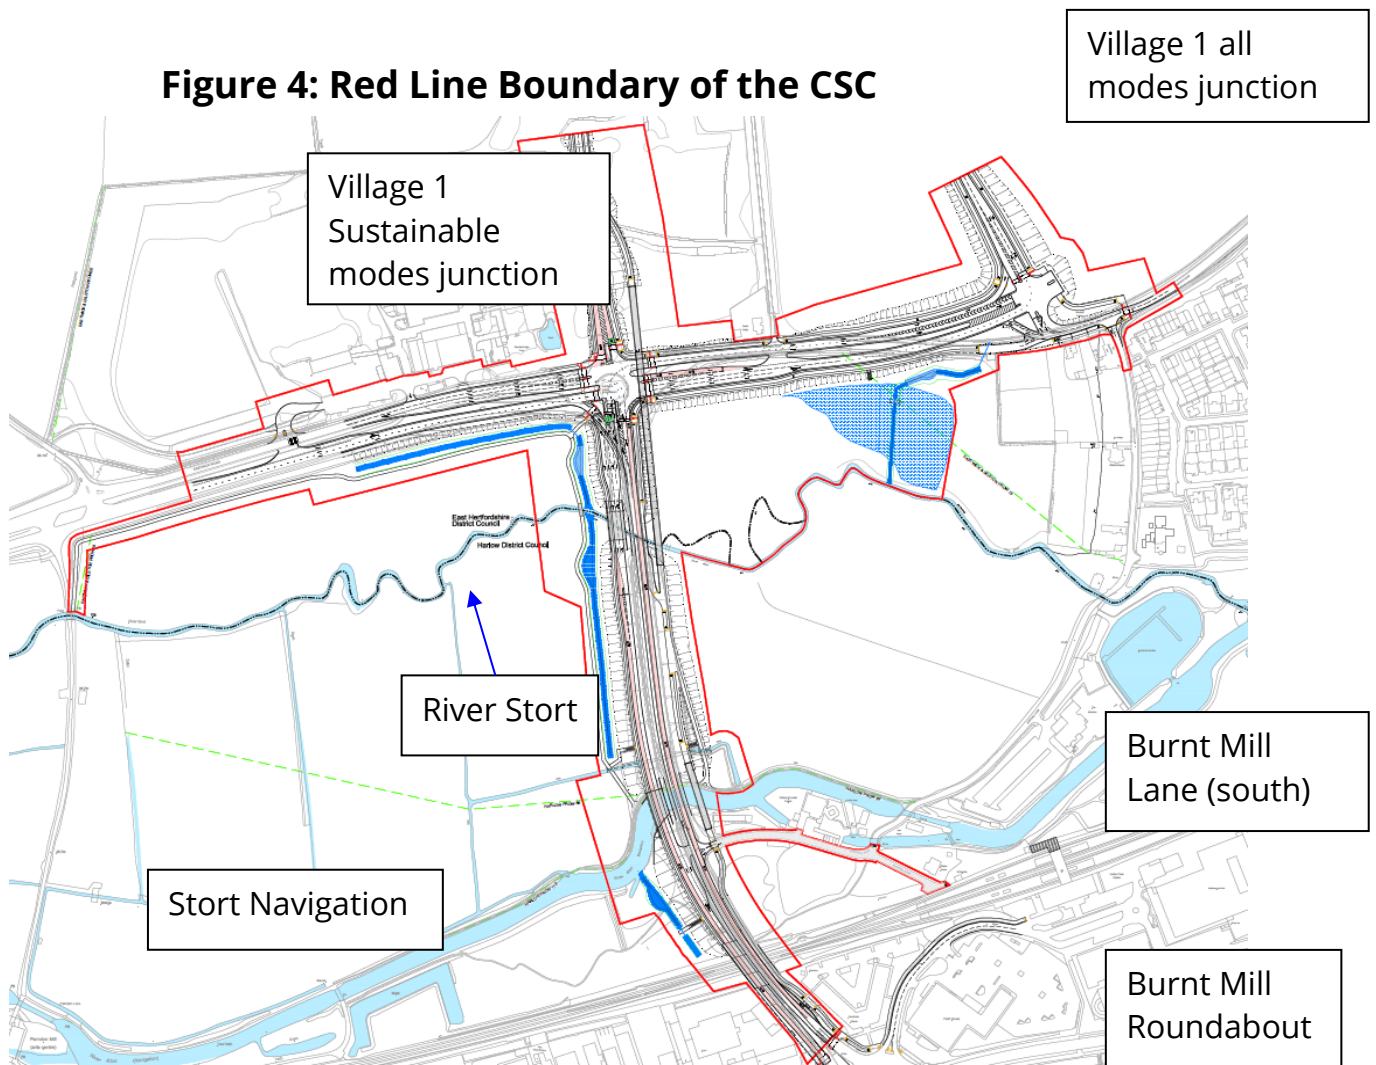 Village 1 all
modes junction
Figure 4: Red Line Boundary of the CSC
Village 1
Sustainable
modes junction
East Hertfordshire
District Council
Harlow District Council
River Stort
Burnt Mill
Lane (south)
Stort Navigation
Burnt Mill
Roundabout